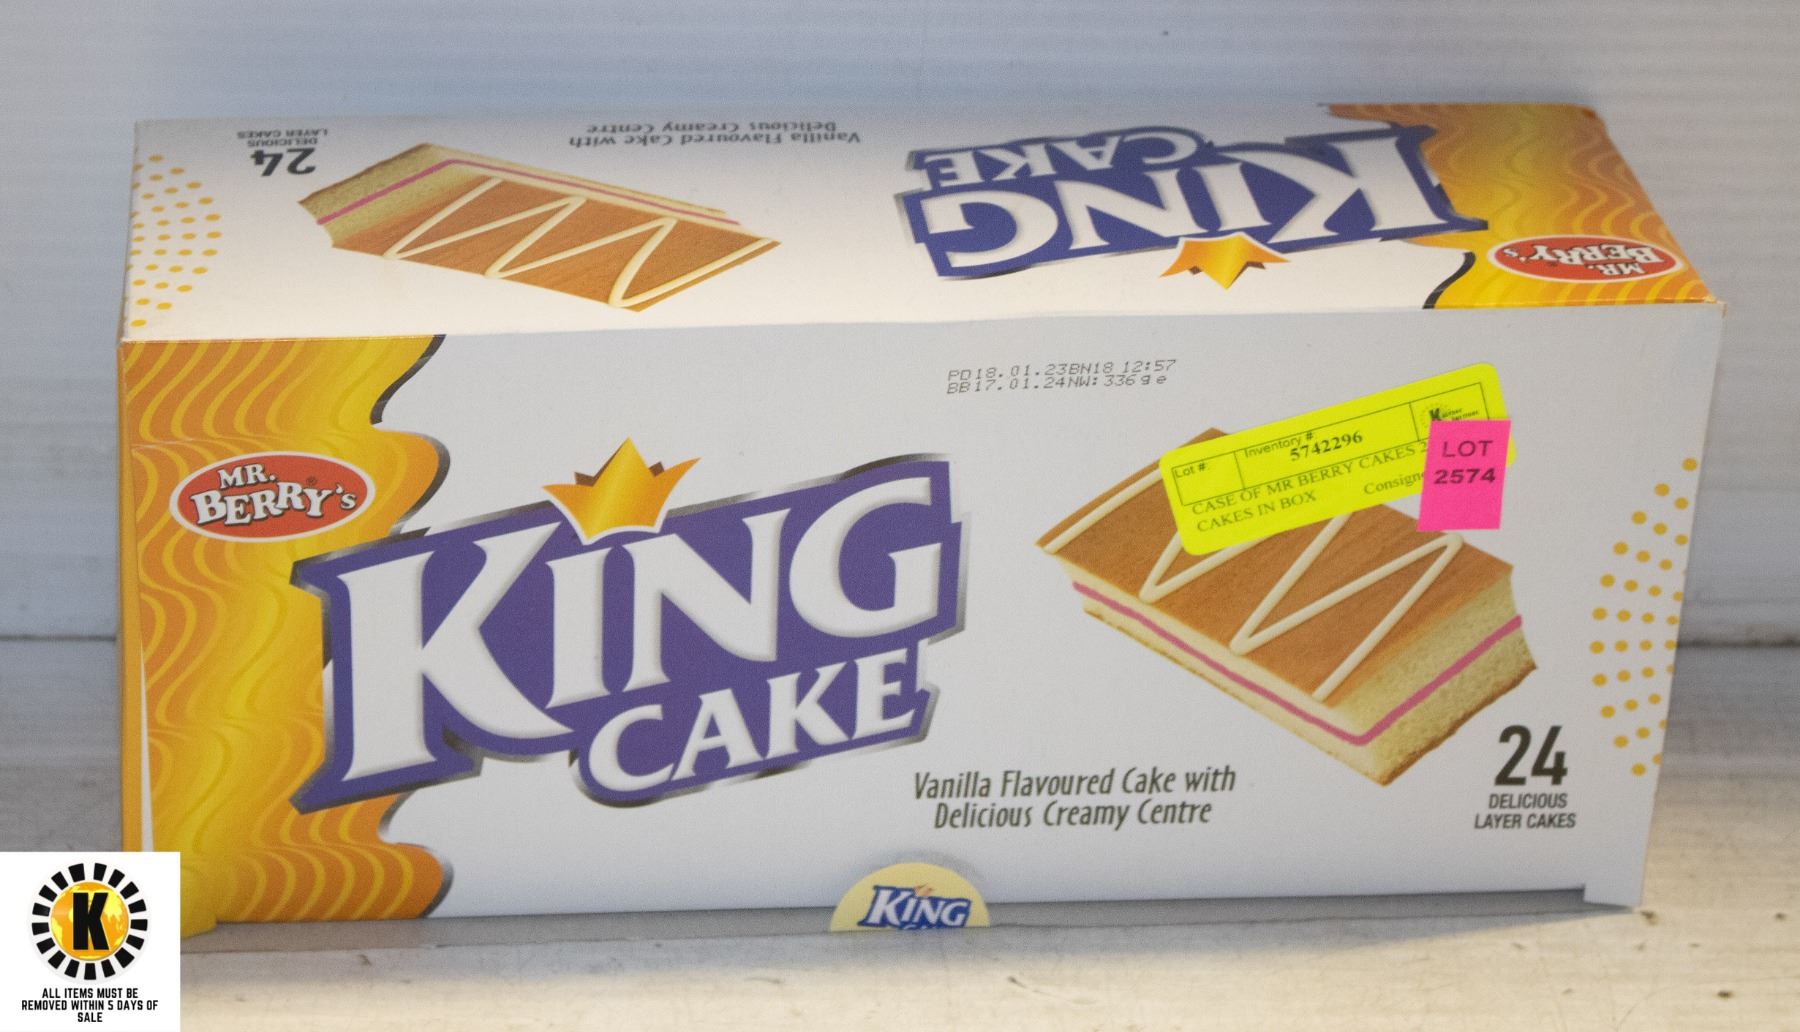 Vanilla Flavoured Cake with
Delicious Creamy Centre
24
DELICIOUS
LAYER CAKES
KING
CAKE
MR.
BERRY's
PD18.01.23BN18 12:57
BB17.01.24NW: 336g e
MR.
BERRY's
KING
CAKE
Lot #:
Inventory #
5742296
CASE OF MR BERRY CAKES
CAKES IN BOX
LOT
2574
Vanilla Flavoured Cake with
Delicious Creamy Centre
24
DELICIOUS
LAYER CAKES
KING
K
ALL ITEMS MUST BE
REMOVED WITHIN 5 DAYS OF
SALE